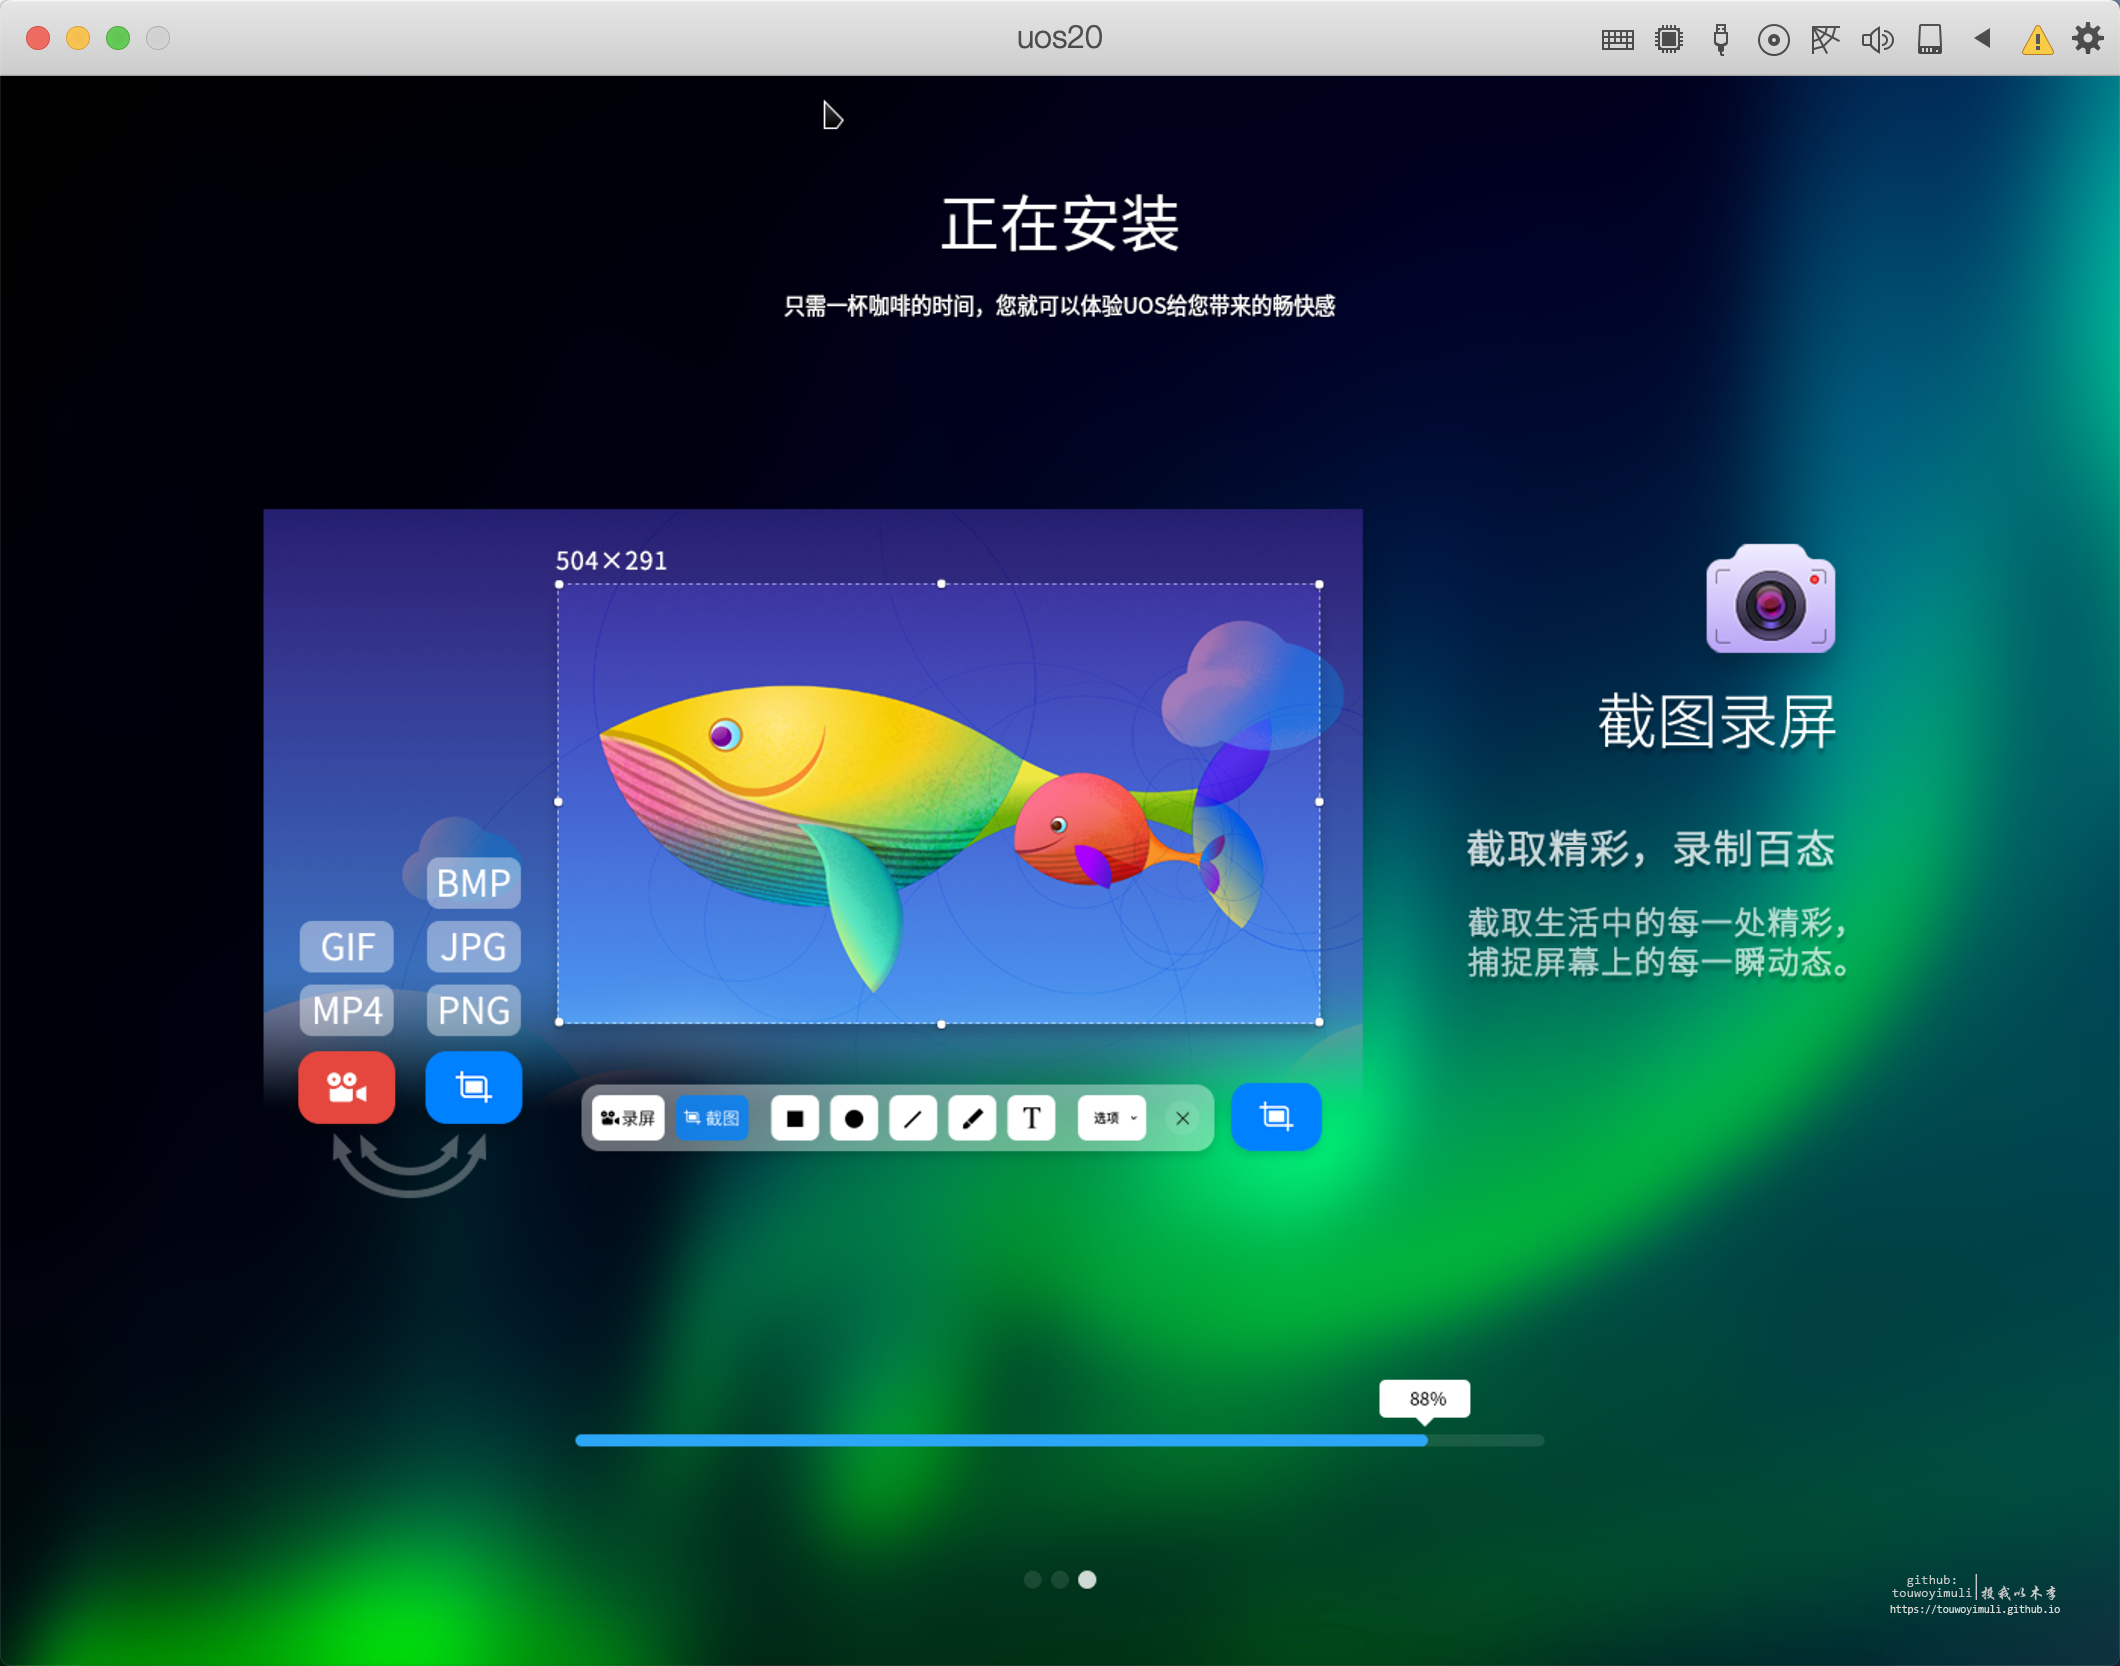 uos20
正在安装
只需一杯咖啡的时间，您就可以体验UOS给您带来的畅快感
504×291
BMP
GIF
JPG
MP4
PNG
录屏
截图
T
选项
截图录屏
截取精彩，录制百态
截取生活中的每一处精彩，
捕捉屏幕上的每一瞬动态。
88%
github:
touwoyimuli
投我以木李
https://touwoyimuli.github.io